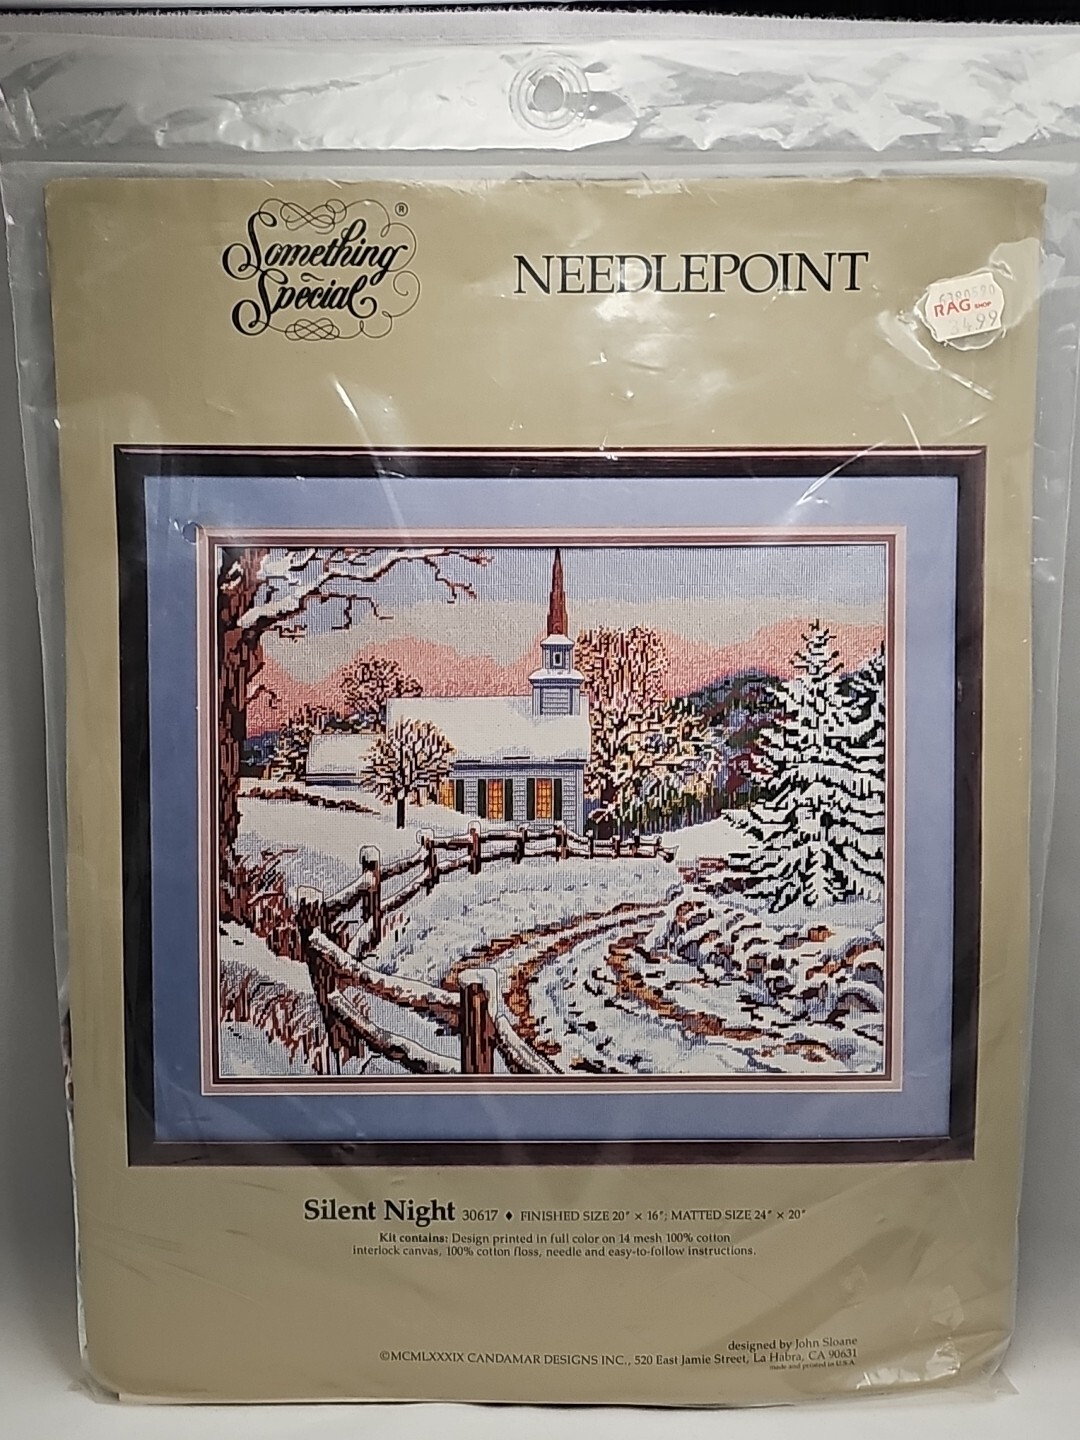 Something
Special ®
NEEDLEPOINT
RAG SHOP
34.99
Silent Night 30617 ♦ FINISHED SIZE 20" × 16"; MATTED SIZE 24" × 20"
Kit contains: Design printed in full color on 14 mesh 100% cotton
interlock canvas, 100% cotton floss, needle and easy-to-follow instructions.
designed by John Sloane
©MCMLXXXIX CANDAMAR DESIGNS INC., 520 East Jamie Street, La Habra, CA 90631
made and printed in U.S.A.